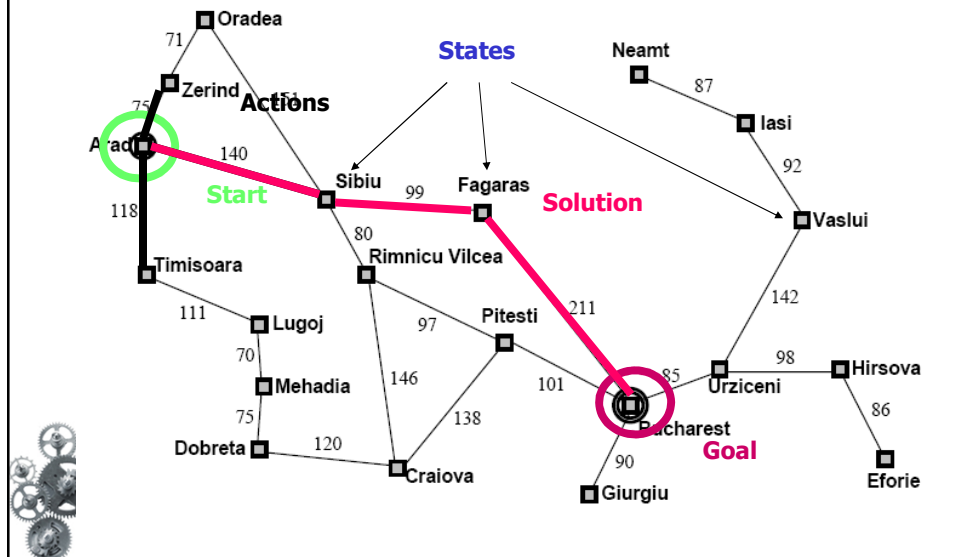 Oradea
71
Neamt
States
87
Zerind
Actions
151
75
Iasi
Arad
140
92
Start
Sibiu
99
Fagaras
Solution
118
Vaslui
80
Timisoara
Rimnicu Vilcea
142
111
Lugoj
97
Pitesti
211
70
146
98
Mehadia
101
85
Urziceni
Hirsova
75
138
86
Dobreta
120
Bucharest
Goal
90
Craiova
Eforie
Giurgiu